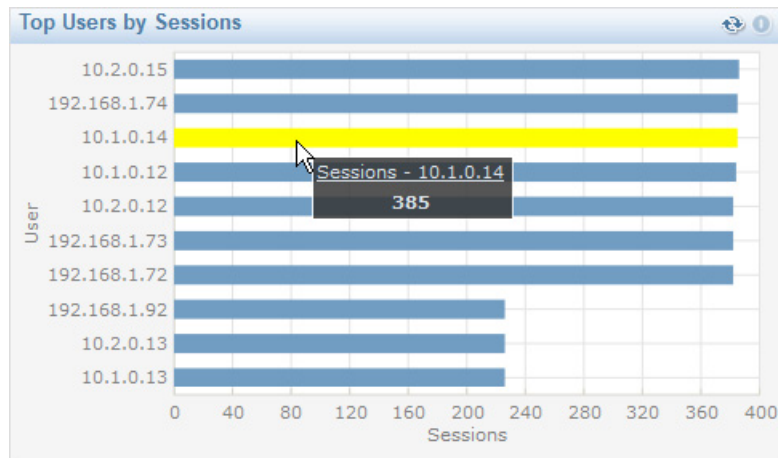 Top Users by Sessions
10.2.0.15
192.168.1.74
10.1.0.14
10.1.0.12
Sessions - 10.1.0.14
385
10.2.0.12
192.168.1.73
192.168.1.72
192.168.1.92
10.2.0.13
10.1.0.13
User
0 40 80 120 160 200 240 280 320 360 400
Sessions